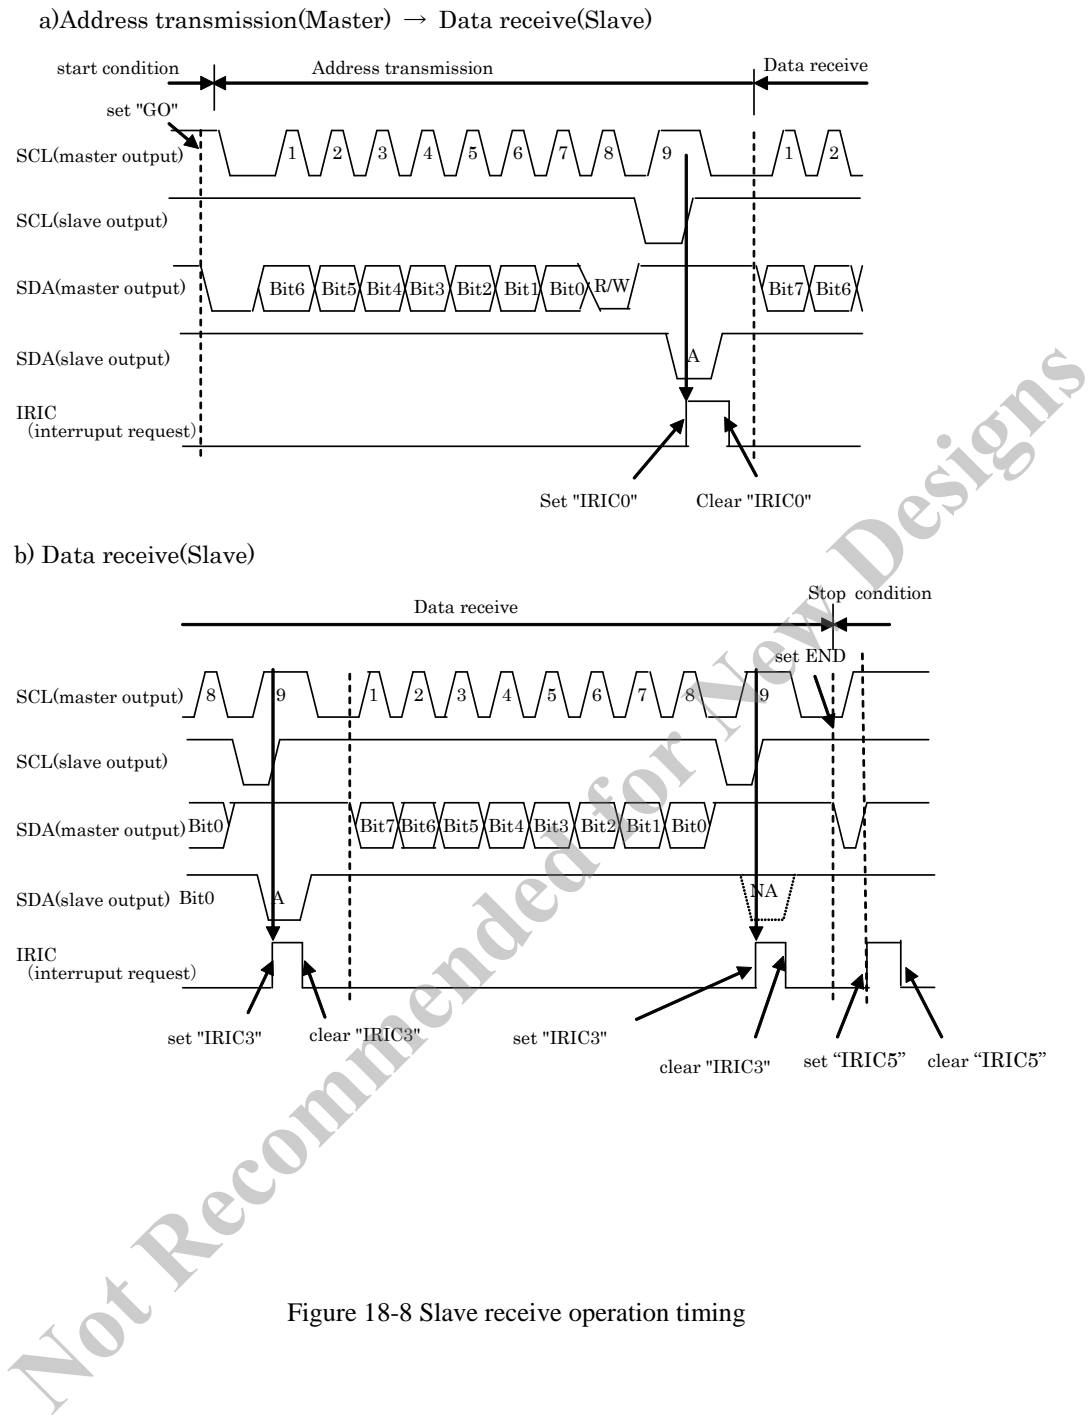 a)Address transmission(Master) → Data receive(Slave)
start condition
Address transmission
Data receive
set "GO"
SCL(master output)
1 2 3 4 5 6 7 8 9 1 2
SCL(slave output)
SDA(master output)
Bit6 Bit5 Bit4 Bit3 Bit2 Bit1 Bit0 R/W Bit7 Bit6
SDA(slave output)
A
IRIC
(interruput request)
Set "IRIC0"
Clear "IRIC0"
b) Data receive(Slave)
Data receive
Stop condition
set END
SCL(master output)
8 9 1 2 3 4 5 6 7 8 9
SCL(slave output)
SDA(master output)
Bit0 Bit7 Bit6 Bit5 Bit4 Bit3 Bit2 Bit1 Bit0
SDA(slave output) Bit0
A NA
IRIC
(interruput request)
set "IRIC3"
clear "IRIC3"
set "IRIC3"
clear "IRIC3"
set “IRIC5”
clear “IRIC5”
Figure 18-8 Slave receive operation timing
Not Recommended for New Designs